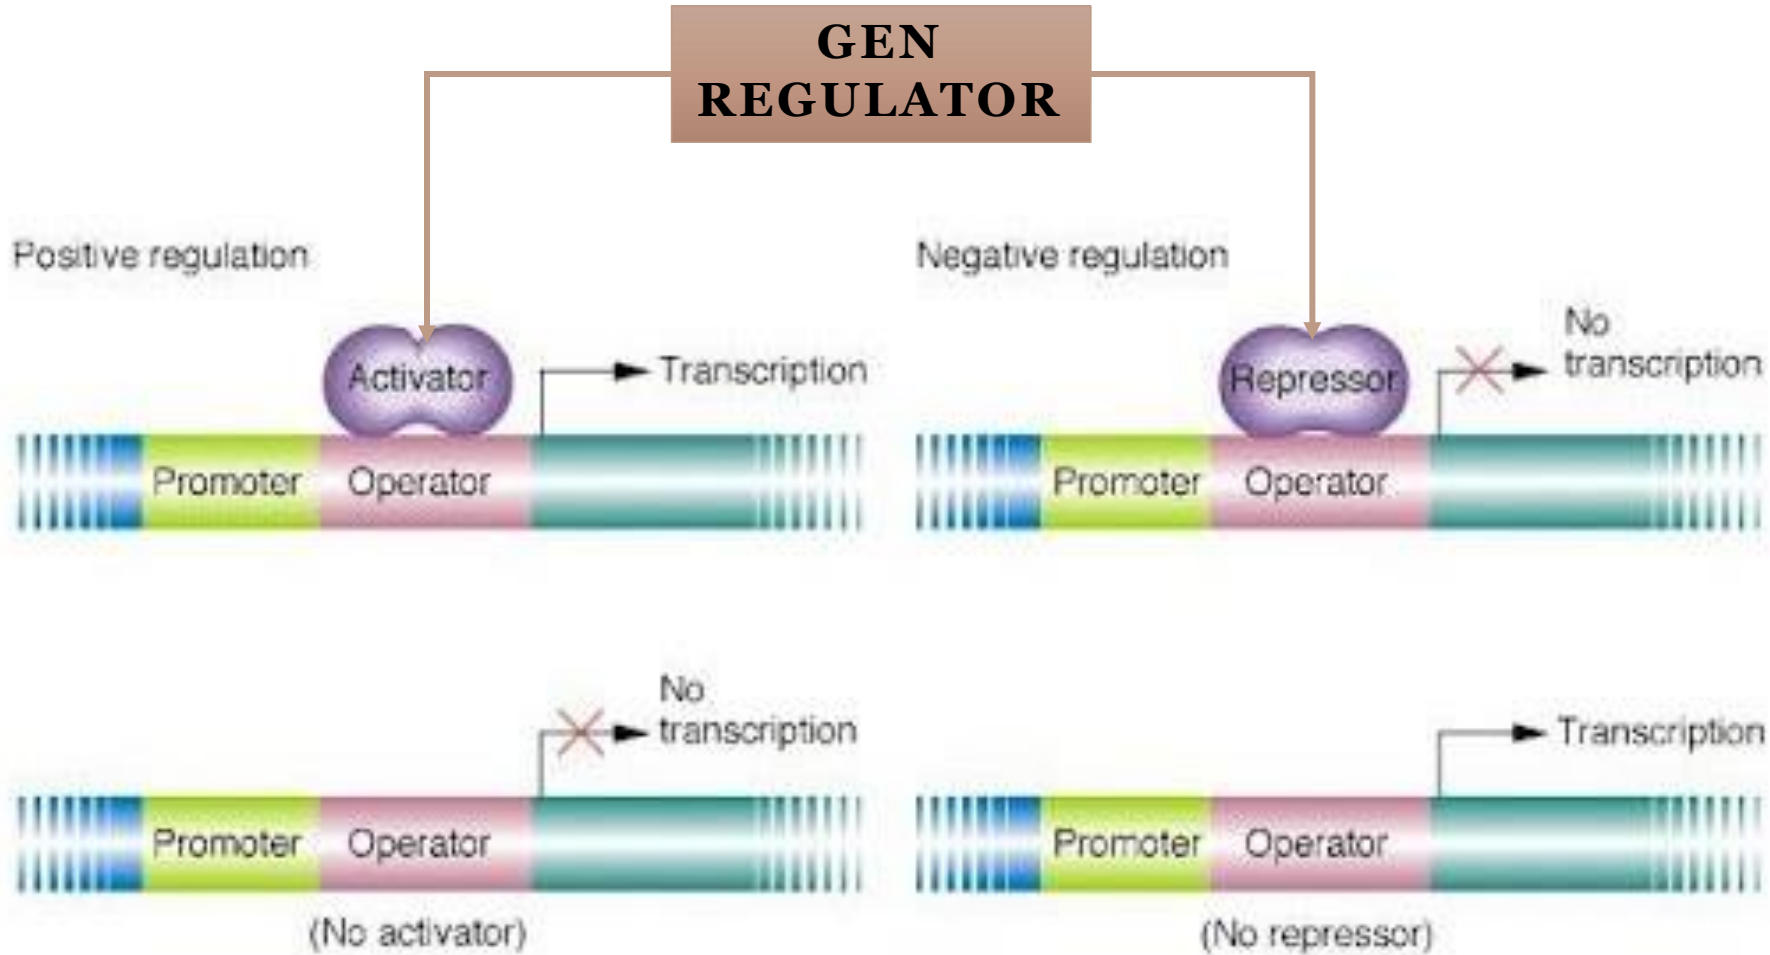 GEN
REGULATOR
Positive regulation
Activator
Transcription
Promoter
Operator
No
transcription
Promoter
Operator
(No activator)
Negative regulation
Repressor
No
transcription
Promoter
Operator
Transcription
Promoter
Operator
(No repressor)